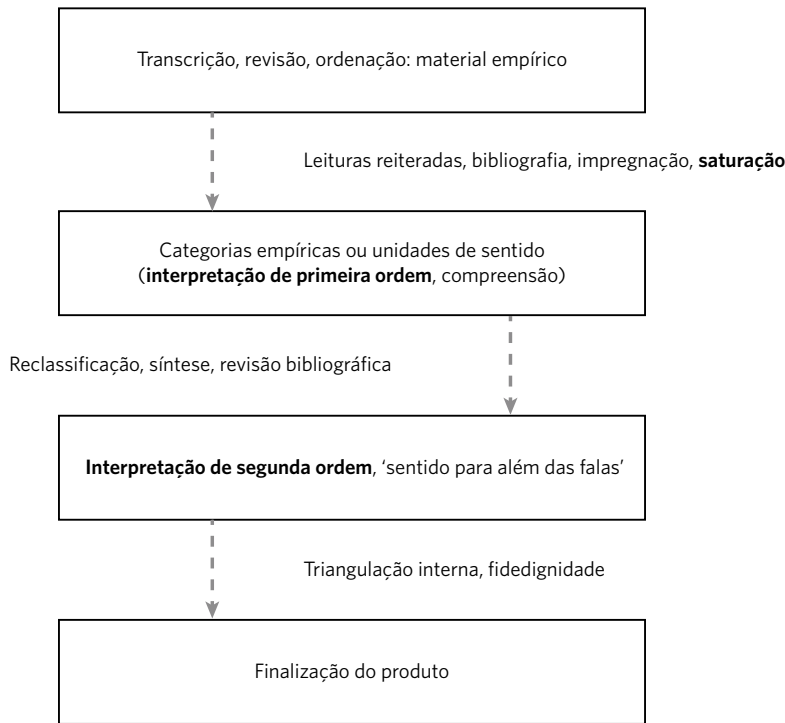 Transcrição, revisão, ordenação: material empírico
Leituras reiteradas, bibliografia, impregnação, saturação
Categorias empíricas ou unidades de sentido
(interpretação de primeira ordem, compreensão)
Reclassificação, síntese, revisão bibliográfica
Interpretação de segunda ordem, ‘sentido para além das falas’
Triangulação interna, fidedignidade
Finalização do produto